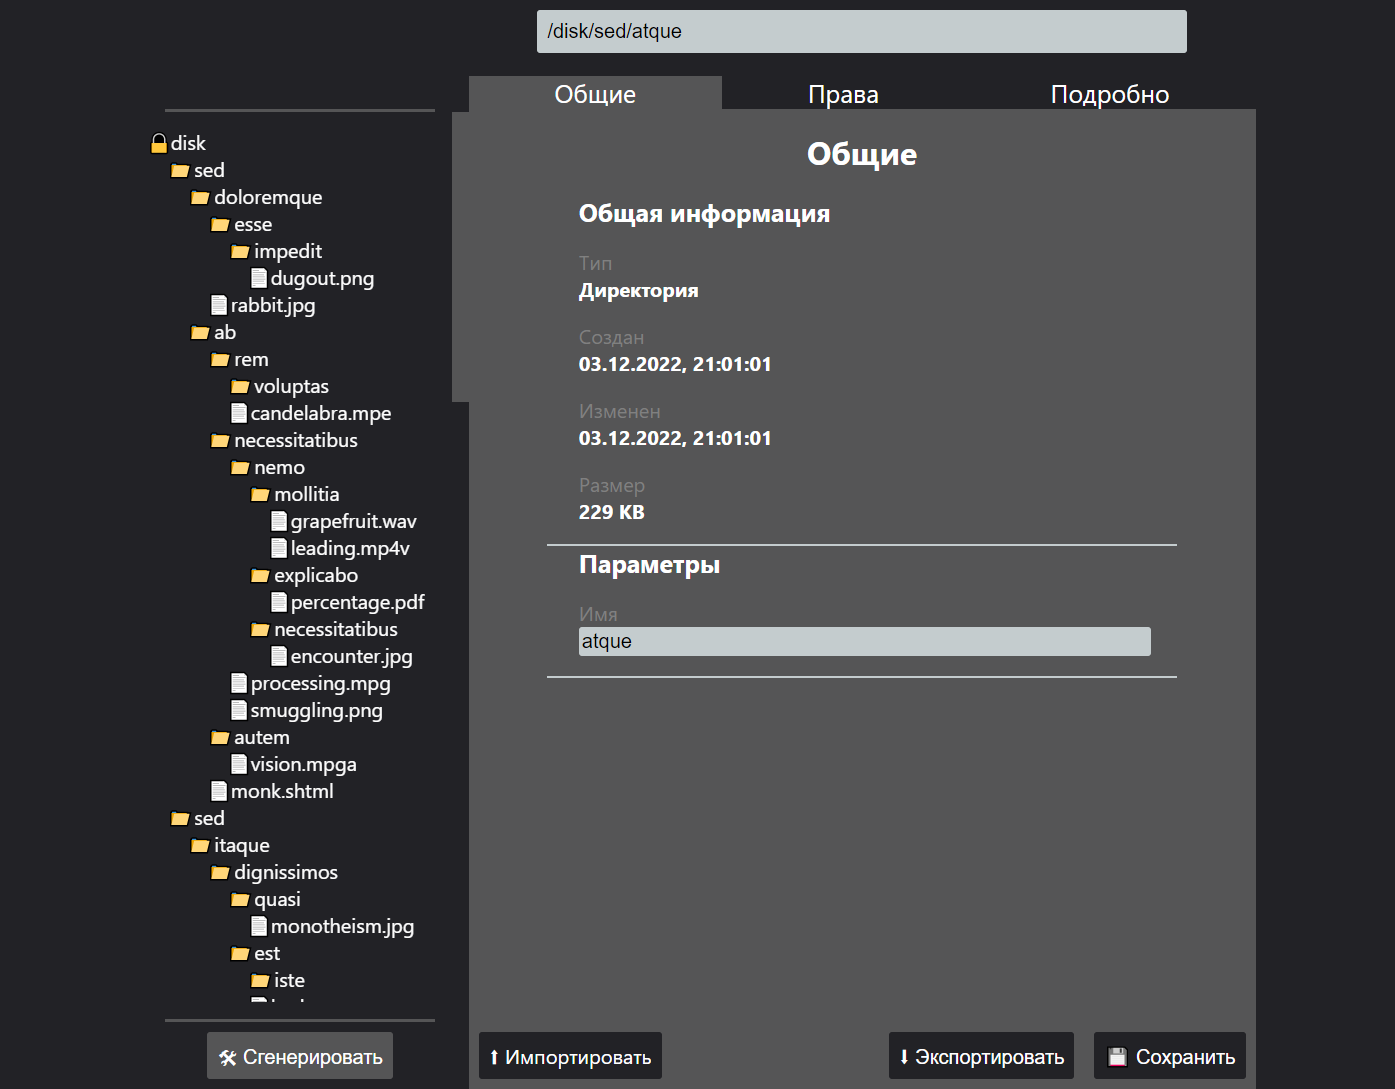 /disk/sed/atque
Общие
Права
Подробно
disk
sed
doloremque
esse
impedit
dugout.png
rabbit.jpg
ab
rem
voluptas
candelabra.mpe
necessitatibus
nemo
mollitia
grapefruit.wav
leading.mp4v
explicabo
percentage.pdf
necessitatibus
encounter.jpg
processing.mpg
smuggling.png
autem
vision.mpga
monk.shtml
sed
itaque
dignissimos
quasi
monotheism.jpg
est
iste
Сгенерировать
Общие
Общая информация
Тип
Директория
Создан
03.12.2022, 21:01:01
Изменен
03.12.2022, 21:01:01
Размер
229 KB
Параметры
Имя
atque
Импортировать
Экспортировать
Сохранить